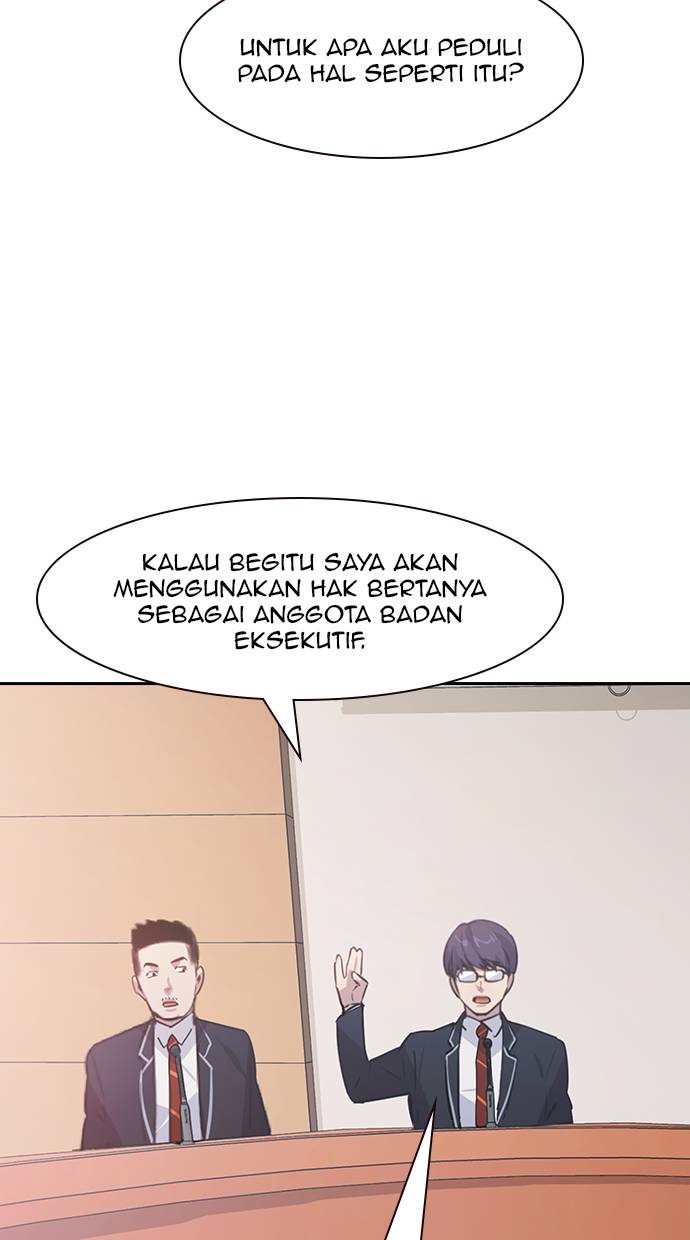 UNTUK APA AKU PEDULI
PADA HAL SEPERTI ITU?
KALAU BEGITU SAYA AKAN
MENGGUNAKAN HAK BERTANYA
SEBAGAI ANGGOTA BADAN
EKSEKUTIF.